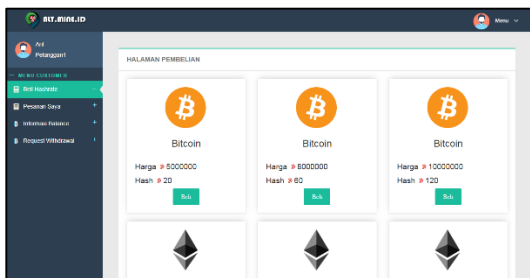 ALT.MINE.ID
Menu
Pelanggan1
MENU CUSTOMER
Beli Hashrate
Pesanan Saya
Informasi Balance
Request Withdrawal
HALAMAN PEMBELIAN
Bitcoin
Harga » 5000000
Hash » 20
Beli
Bitcoin
Harga » 8000000
Hash » 60
Beli
Bitcoin
Harga » 10000000
Hash » 120
Beli